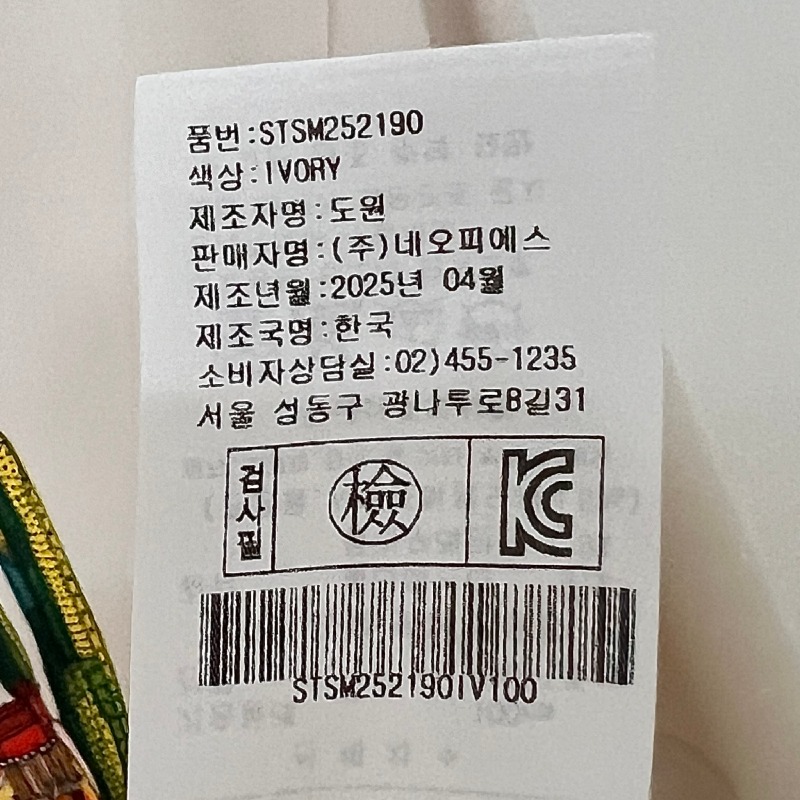 품번:STSM252190
색상:IVORY
제조자명:도원
판매자명:(주)네오피에스
제조년월:2025년 04월
제조국명:한국
소비자상담실:02)455-1235
서울 성동구 광나루로8길31
검사필
檢
KC
STSM252190IV100